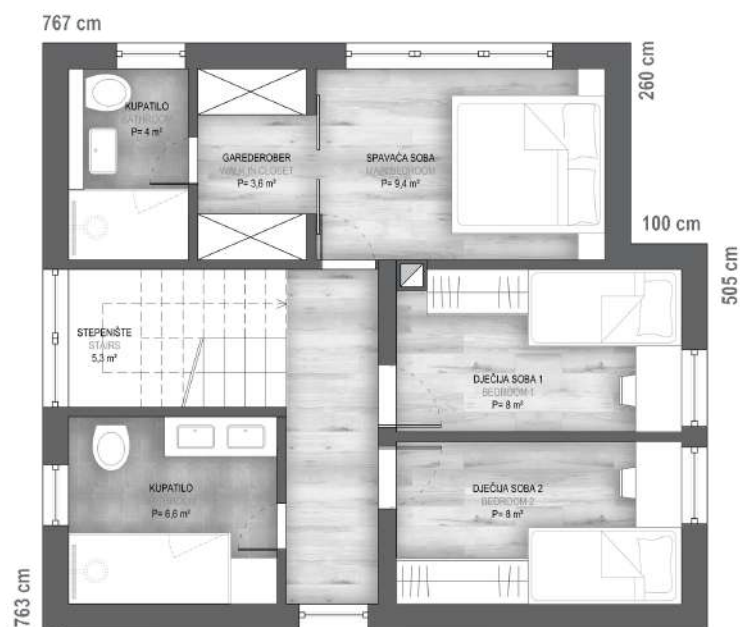 767 cm
260 cm
KUPATILO
BATHROOM
P= 4 m²
GAREDEROBER
WALK IN CLOSET
P= 3,6 m²
SPAVAĆA SOBA
MAIN BEDROOM
P= 9,4 m²
100 cm
505 cm
STEPENIŠTE
STAIRS
5,3 m²
DJEČIJA SOBA 1
BEDROOM 1
P= 8 m²
KUPATILO
BATHROOM
P= 6,6 m²
DJEČIJA SOBA 2
BEDROOM 2
P= 8 m²
763 cm